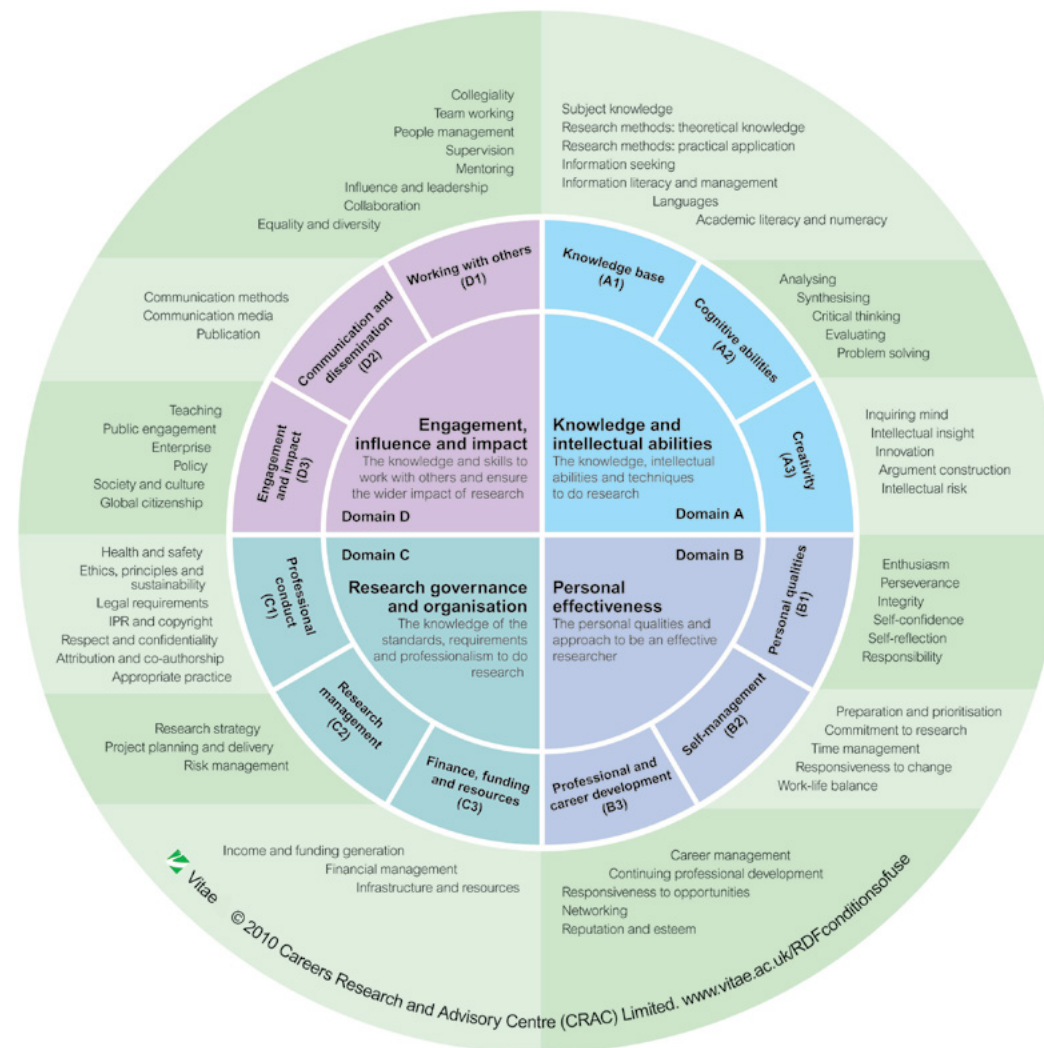 Collegiality
Team working
People management
Supervision
Mentoring
Influence and leadership
Collaboration
Equality and diversity
Subject knowledge
Research methods: theoretical knowledge
Research methods: practical application
Information seeking
Information literacy and management
Languages
Academic literacy and numeracy
Working with others
(D1)
Knowledge base
(A1)
Communication methods
Communication media
Publication
Communication and
dissemination
(D2)
Cognitive abilities
(A2)
Analysing
Synthesising
Critical thinking
Evaluating
Problem solving
Teaching
Public engagement
Enterprise
Policy
Society and culture
Global citizenship
Engagement
and impact
(D3)
Engagement,
influence and impact
The knowledge and skills to
work with others and ensure
the wider impact of research
Domain D
Knowledge and
intellectual abilities
The knowledge, intellectual
abilities and techniques
to do research
Domain A
Creativity
(A3)
Inquiring mind
Intellectual insight
Innovation
Argument construction
Intellectual risk
Health and safety
Ethics, principles and
sustainability
Legal requirements
IPR and copyright
Respect and confidentiality
Attribution and co-authorship
Appropriate practice
Professional
conduct
(C1)
Domain C
Research governance
and organisation
The knowledge of the
standards, requirements
and professionalism to do
research
Domain B
Personal
effectiveness
The personal qualities and
approach to be an effective
researcher
Personal qualities
(B1)
Enthusiasm
Perseverance
Integrity
Self-confidence
Self-reflection
Responsibility
Research strategy
Project planning and delivery
Risk management
Research
management
(C2)
Self-management
(B2)
Preparation and prioritisation
Commitment to research
Time management
Responsiveness to change
Work-life balance
Finance, funding
and resources
(C3)
Professional and
career development
(B3)
Income and funding generation
Financial management
Infrastructure and resources
Career management
Continuing professional development
Responsiveness to opportunities
Networking
Reputation and esteem
Vitae © 2010 Careers Research and Advisory Centre (CRAC) Limited. www.vitae.ac.uk/RDFconditionsofuse